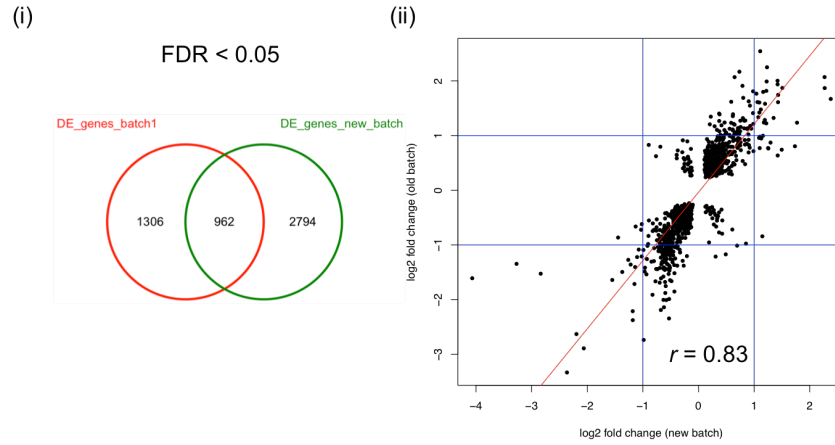 (i)
FDR < 0.05
DE_genes_batch1 DE_genes_new_batch
1306 962 2794
(ii)
log2 fold change (old batch)
2
1
0
−1
−2
−3
r = 0.83
−4 −3 −2 −1 0 1 2
log2 fold change (new batch)